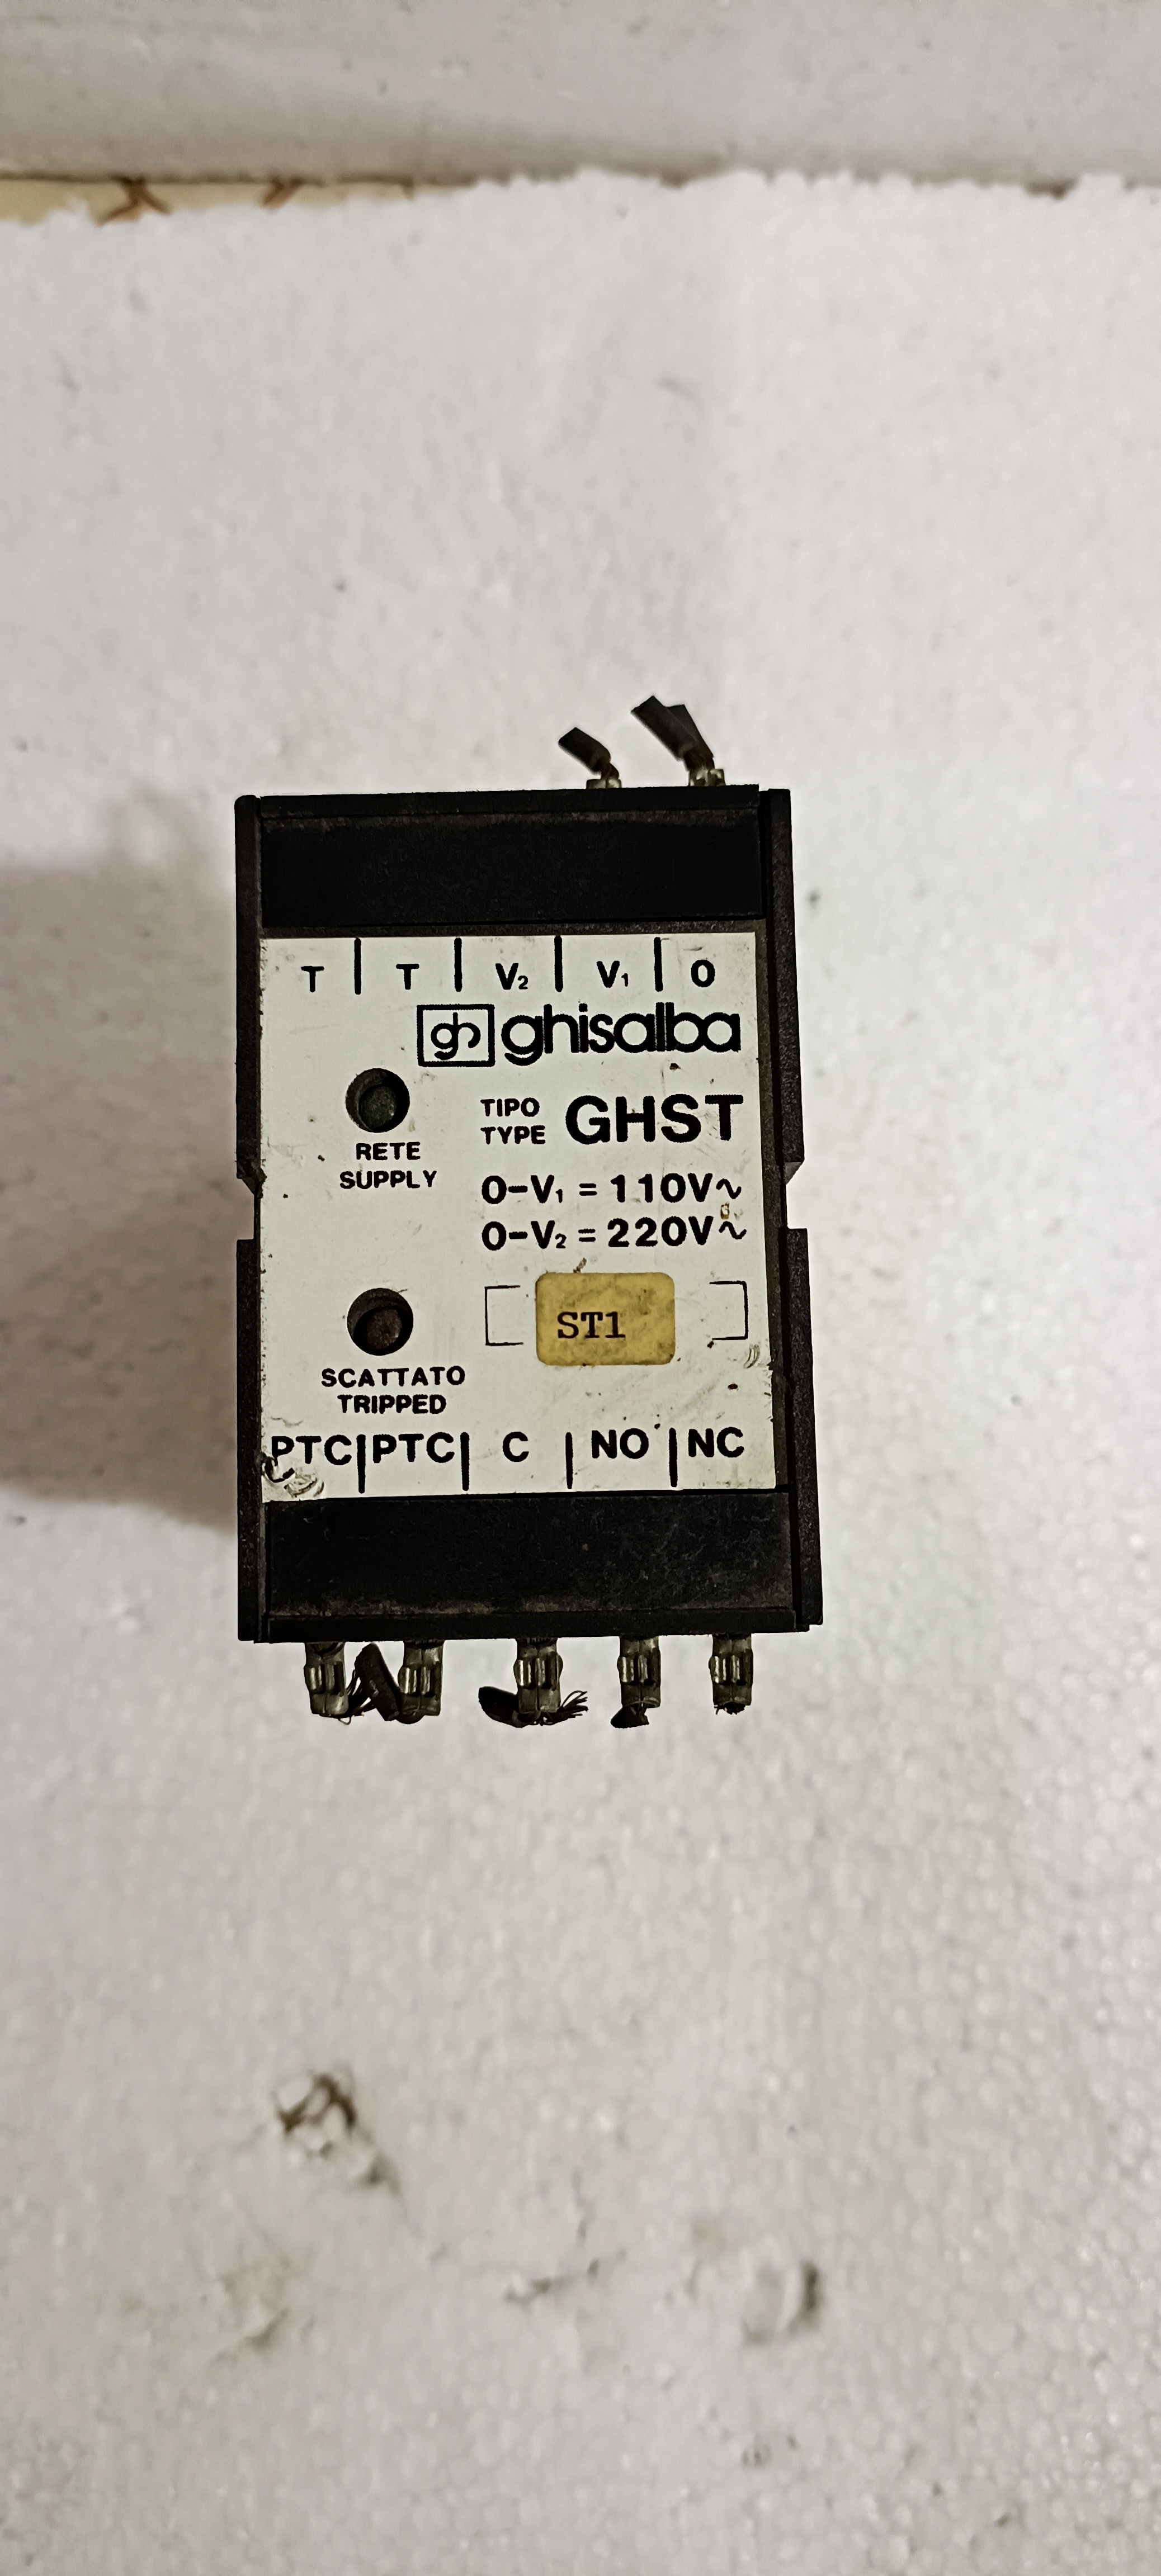 T | T | V₂ | V₁ | 0
gh ghisalba
TIPO
TYPE GHST
RETE
SUPPLY
0-V₁ = 110V~
0-V₂ = 220V~
ST1
SCATTATO
TRIPPED
PTC | PTC | C | NO | NC